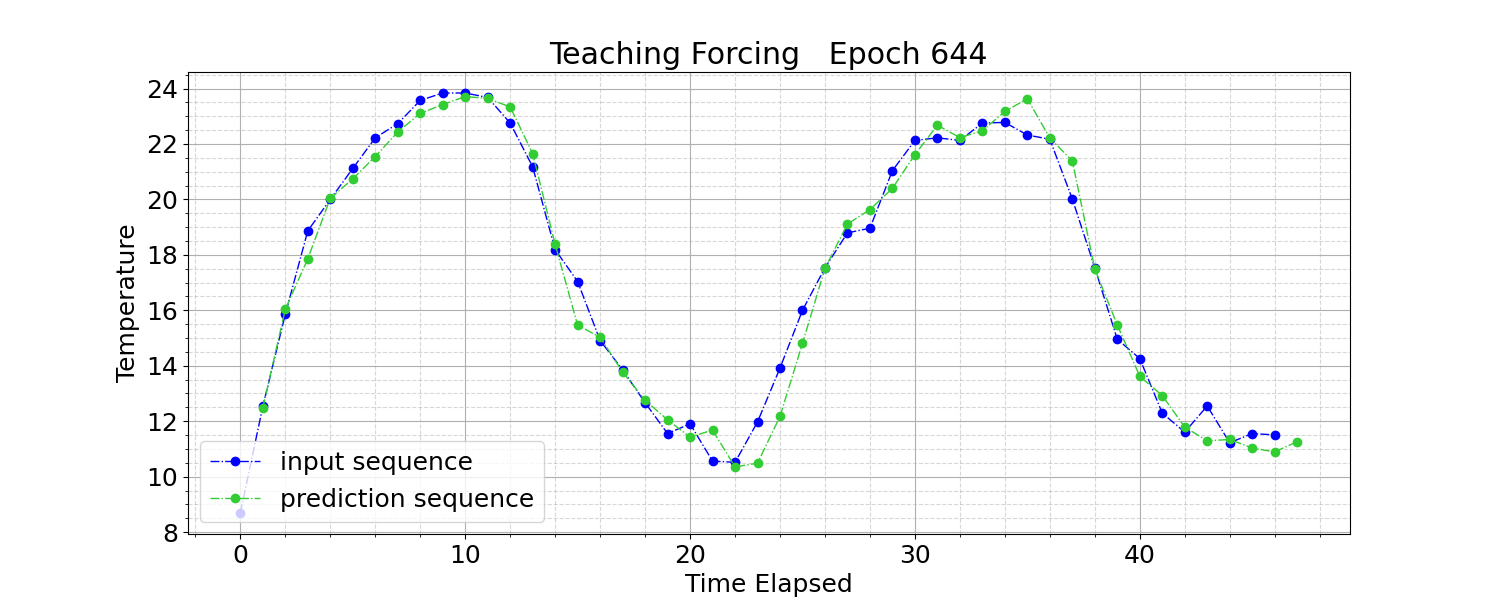 Teaching Forcing   Epoch 644
Temperature
24
22
20
18
16
14
12
10
8
input sequence
prediction sequence
0 10 20 30 40
Time Elapsed